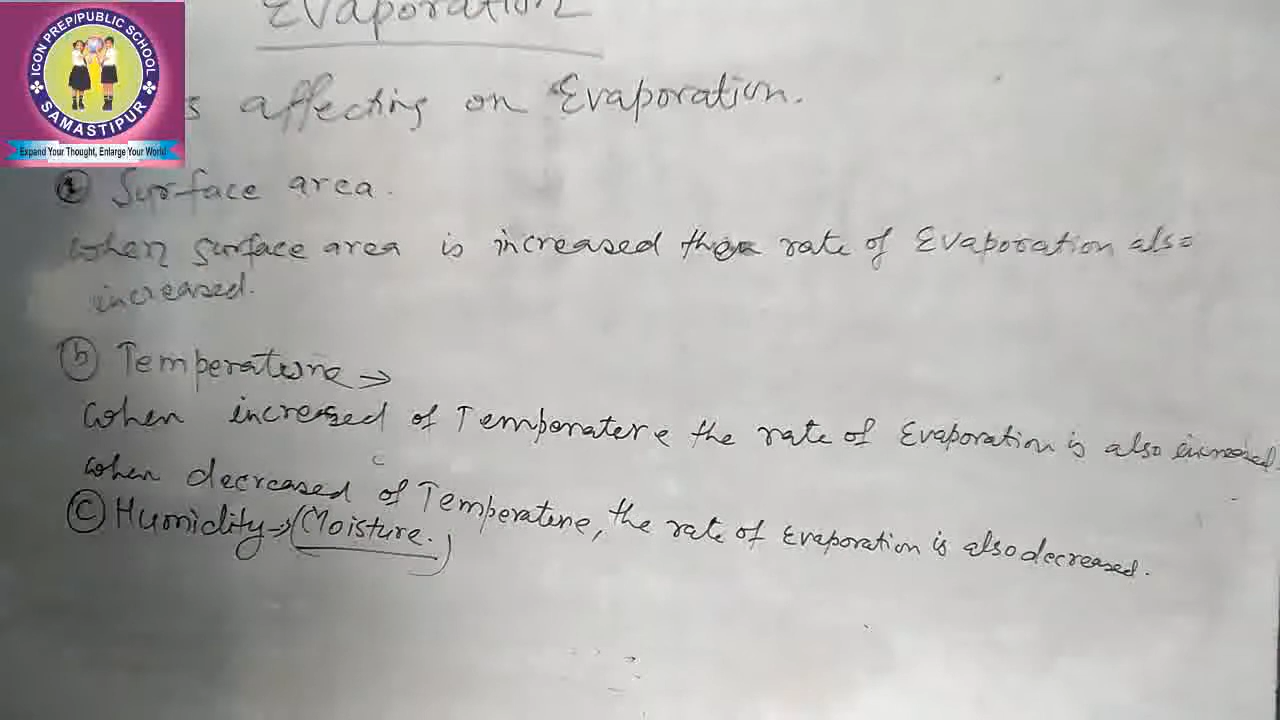 Evaporation
ICON PREP/PUBLIC SCHOOL
SAMASTIPUR
Expand Your Thought, Enlarge Your World
s affecting on Evaporation.
Surface area.
When surface area is increased the rate of Evaporation also
increased.
(b) Temperature →
When increased of Temperature the rate of Evaporation is also increased.
When decreased of Temperature, the rate of Evaporation is also decreased.
(c) Humidity → (Moisture.)